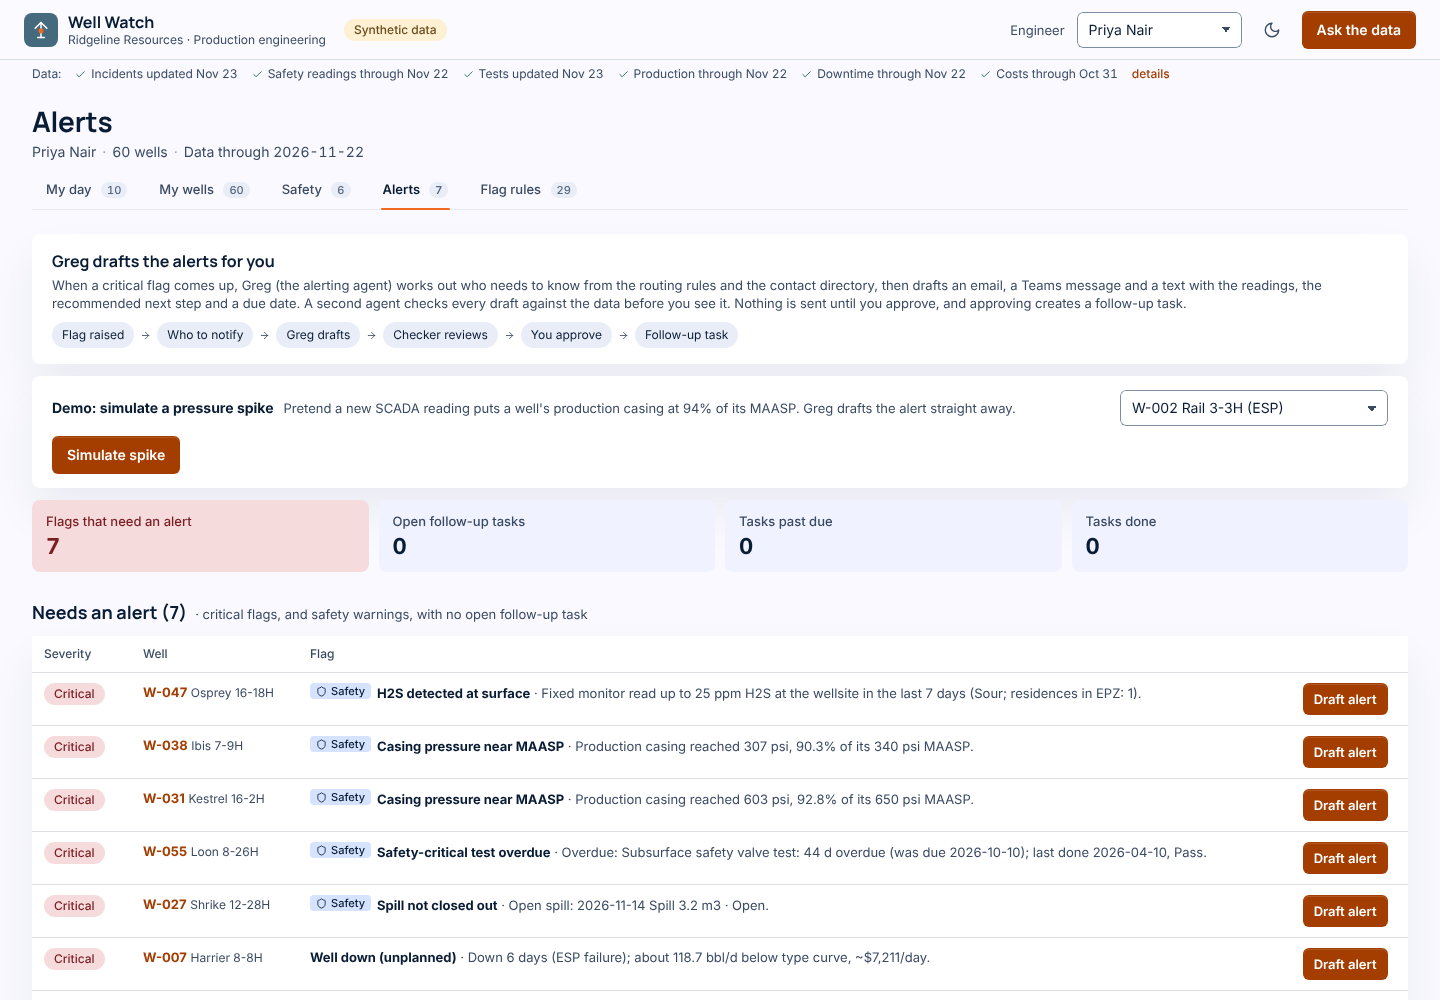 Well Watch
Ridgeline Resources · Production engineering
Synthetic data
Engineer
Priya Nair
Ask the data
Data: Incidents updated Nov 23 Safety readings through Nov 22 Tests updated Nov 23 Production through Nov 22 Downtime through Nov 22 Costs through Oct 31 details
Alerts
Priya Nair · 60 wells · Data through 2026-11-22
My day 10 My wells 60 Safety 6 Alerts 7 Flag rules 29
Greg drafts the alerts for you
When a critical flag comes up, Greg (the alerting agent) works out who needs to know from the routing rules and the contact directory, then drafts an email, a Teams message and a text with the readings, the
recommended next step and a due date. A second agent checks every draft against the data before you see it. Nothing is sent until you approve, and approving creates a follow-up task.
Flag raised → Who to notify → Greg drafts → Checker reviews → You approve → Follow-up task
Demo: simulate a pressure spike Pretend a new SCADA reading puts a well's production casing at 94% of its MAASP. Greg drafts the alert straight away.
W-002 Rail 3-3H (ESP)
Simulate spike
Flags that need an alert
7
Open follow-up tasks
0
Tasks past due
0
Tasks done
0
Needs an alert (7) · critical flags, and safety warnings, with no open follow-up task
Severity Well Flag
Critical W-047 Osprey 16-18H Safety H2S detected at surface · Fixed monitor read up to 25 ppm H2S at the wellsite in the last 7 days (Sour; residences in EPZ: 1). Draft alert
Critical W-038 Ibis 7-9H Safety Casing pressure near MAASP · Production casing reached 307 psi, 90.3% of its 340 psi MAASP. Draft alert
Critical W-031 Kestrel 16-2H Safety Casing pressure near MAASP · Production casing reached 603 psi, 92.8% of its 650 psi MAASP. Draft alert
Critical W-055 Loon 8-26H Safety Safety-critical test overdue · Overdue: Subsurface safety valve test: 44 d overdue (was due 2026-10-10); last done 2026-04-10, Pass. Draft alert
Critical W-027 Shrike 12-28H Safety Spill not closed out · Open spill: 2026-11-14 Spill 3.2 m3 · Open. Draft alert
Critical W-007 Harrier 8-8H Well down (unplanned) · Down 6 days (ESP failure); about 118.7 bbl/d below type curve, ~$7,211/day. Draft alert